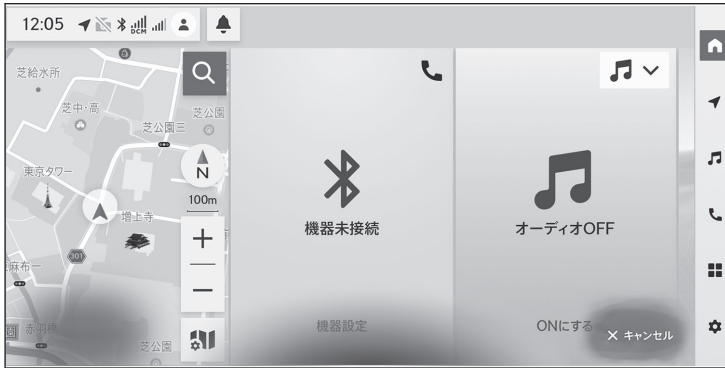 12:05
DCM
芝給水所
芝中・高
芝公園三
芝公園
東京タワー
N
100m
増上寺
301
麻布一
赤羽橋
芝公園
機器未接続
機器設定
オーディオOFF
ONにする
× キャンセル